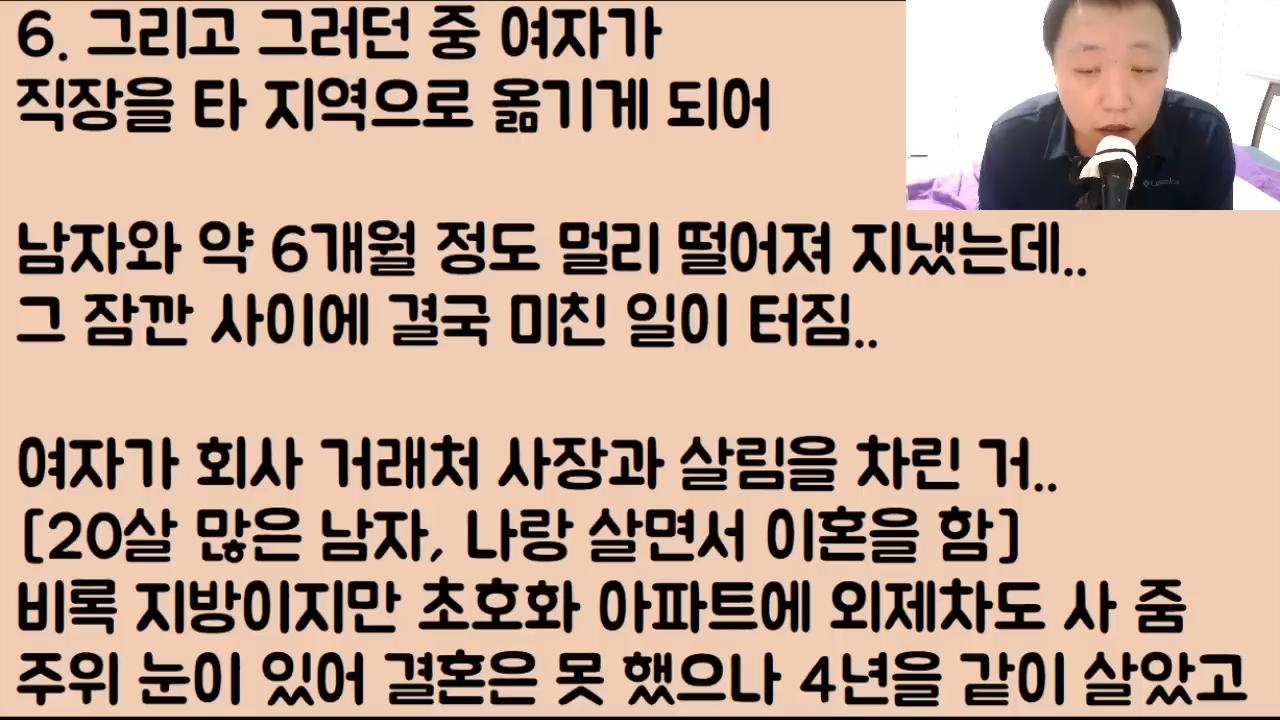 6. 그리고 그러던 중 여자가
직장을 타 지역으로 옮기게 되어
남자와 약 6개월 정도 멀리 떨어져 지냈는데..
그 잠깐 사이에 결국 미친 일이 터짐..
여자가 회사 거래처 사장과 살림을 차린 거..
[20살 많은 남자, 나랑 살면서 이혼을 함]
비록 지방이지만 초호화 아파트에 외제차도 사 줌
주위 눈이 있어 결혼은 못 했으나 4년을 같이 살았고
Columbia